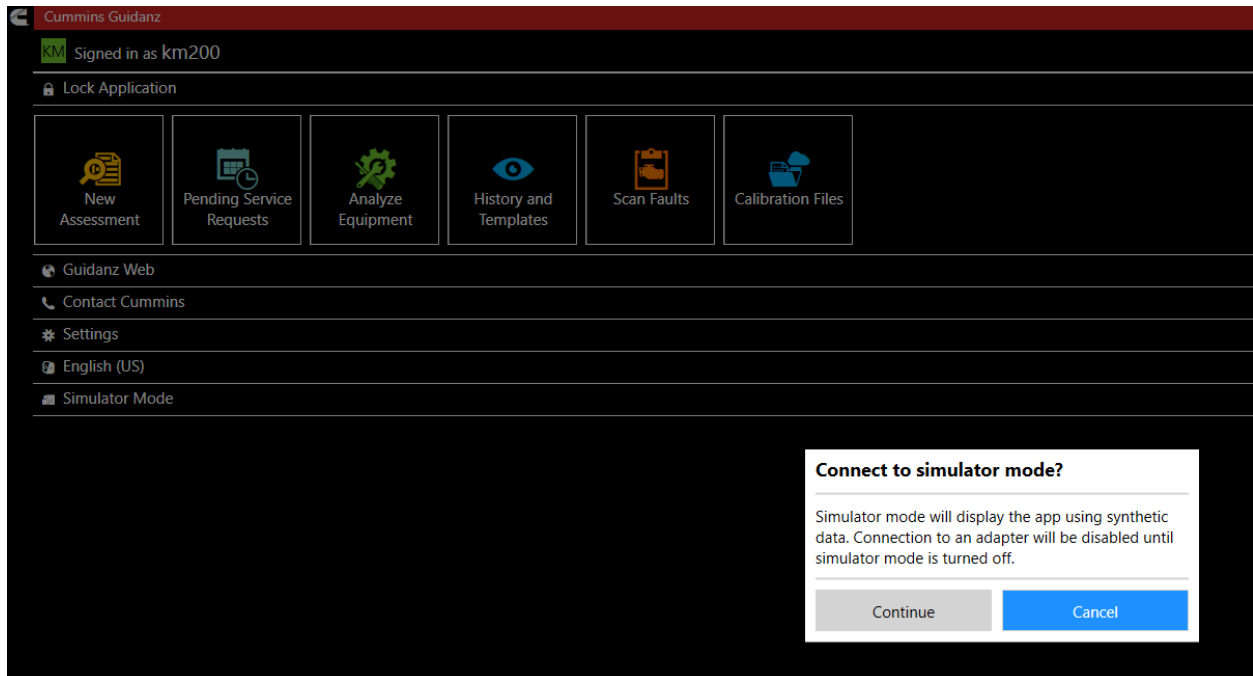 Cummins Guidanz
KM Signed in as km200
Lock Application
New
Assessment
Pending Service
Requests
Analyze
Equipment
History and
Templates
Scan Faults
Calibration Files
Guidanz Web
Contact Cummins
Settings
English (US)
Simulator Mode
Connect to simulator mode?
Simulator mode will display the app using synthetic
data. Connection to an adapter will be disabled until
simulator mode is turned off.
Continue
Cancel